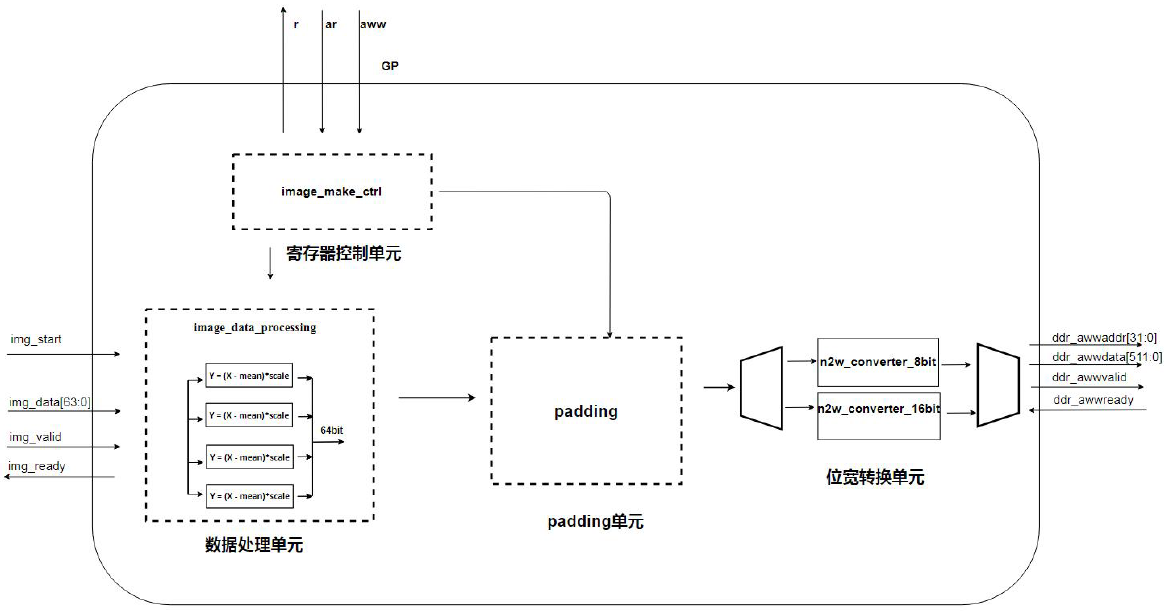 r
ar
aww
GP
image_make_ctrl
寄存器控制单元
image_data_processing
img_start
img_data[63:0]
img_valid
img_ready
Y = (X - mean)*scale
Y = (X - mean)*scale
Y = (X - mean)*scale
Y = (X - mean)*scale
64bit
数据处理单元
padding
padding单元
n2w_converter_8bit
n2w_converter_16bit
位宽转换单元
ddr_awwaddr[31:0]
ddr_awwdata[511:0]
ddr_awwvalid
ddr_awwready